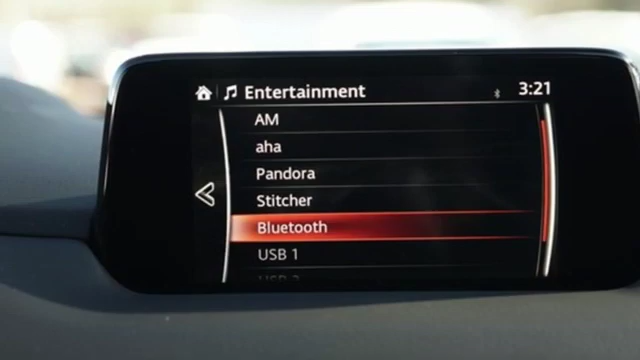 Entertainment 3:21
AM
aha
Pandora
Stitcher
Bluetooth
USB 1